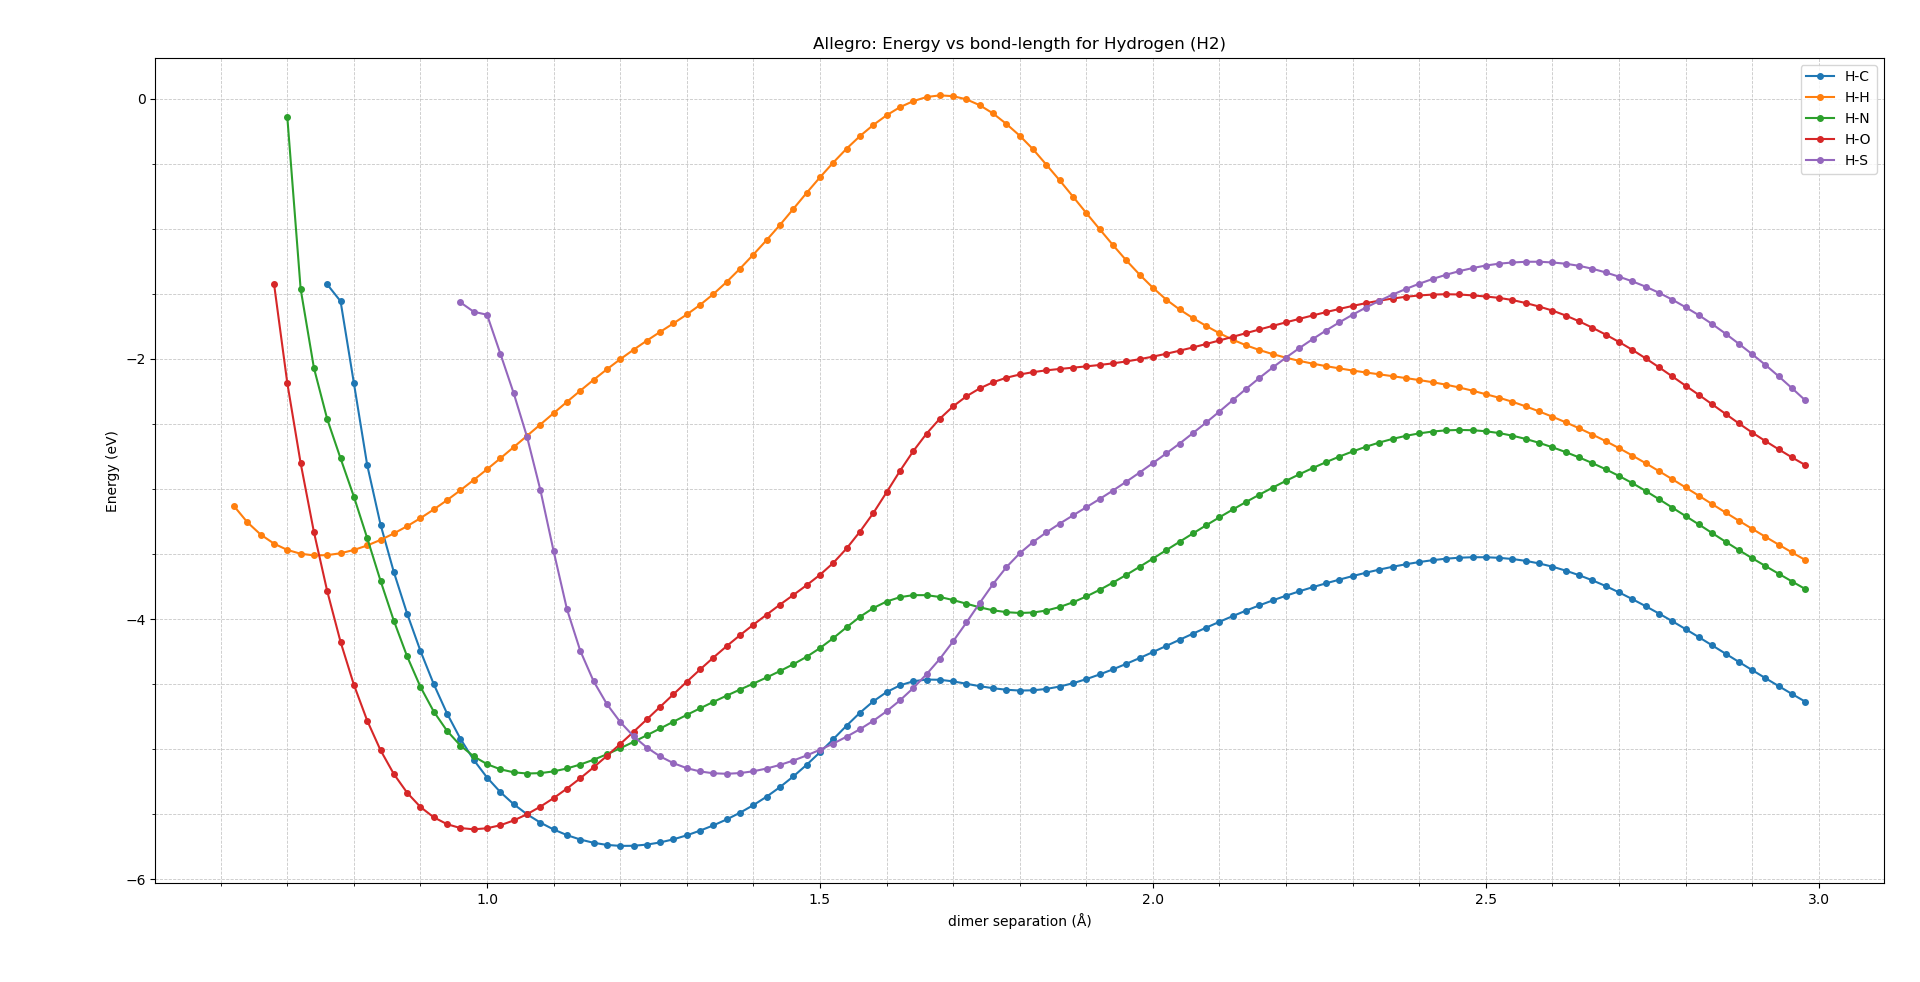 Allegro: Energy vs bond-length for Hydrogen (H2)
H-C
H-H
H-N
H-O
H-S
0
−2
−4
−6
Energy (eV)
1.0 1.5 2.0 2.5 3.0
dimer separation (Å)